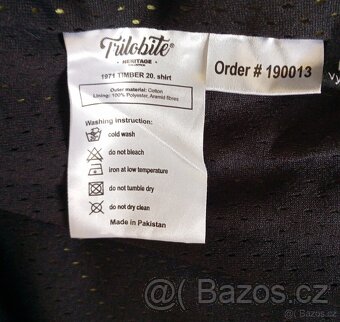 Trilobite®
HERITAGE
1971 TIMBER 20. shirt
Outer material: Cotton
Lining: 100% Polyester, Aramid fibres
Washing instruction:
cold wash
do not bleach
iron at low temperature
do not tumble dry
do not dry clean
Made in Pakistan
Order # 190013
Bazos.cz